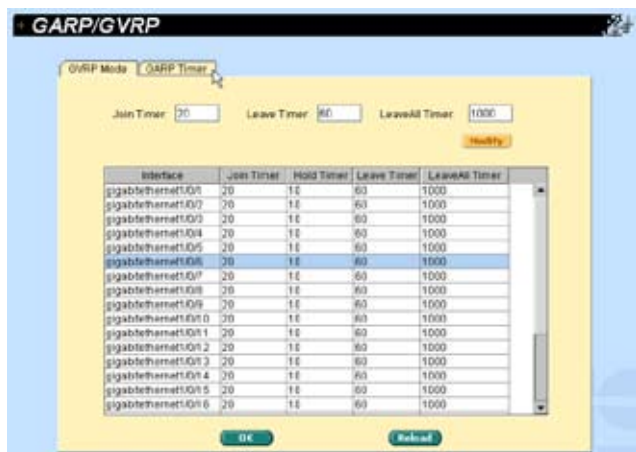 GARP/GVRP
GVRP Mode GARP Timer
Join Timer 20 Leave Timer 60 LeaveAll Timer 1000
Modify
Interface Join Timer Hold Timer Leave Timer LeaveAll Timer
gigabitethernet1/0/1 20 10 60 1000
gigabitethernet1/0/2 20 10 60 1000
gigabitethernet1/0/3 20 10 60 1000
gigabitethernet1/0/4 20 10 60 1000
gigabitethernet1/0/5 20 10 60 1000
gigabitethernet1/0/6 20 10 60 1000
gigabitethernet1/0/7 20 10 60 1000
gigabitethernet1/0/8 20 10 60 1000
gigabitethernet1/0/9 20 10 60 1000
gigabitethernet1/0/10 20 10 60 1000
gigabitethernet1/0/11 20 10 60 1000
gigabitethernet1/0/12 20 10 60 1000
gigabitethernet1/0/13 20 10 60 1000
gigabitethernet1/0/14 20 10 60 1000
gigabitethernet1/0/15 20 10 60 1000
gigabitethernet1/0/16 20 10 60 1000
OK Reload